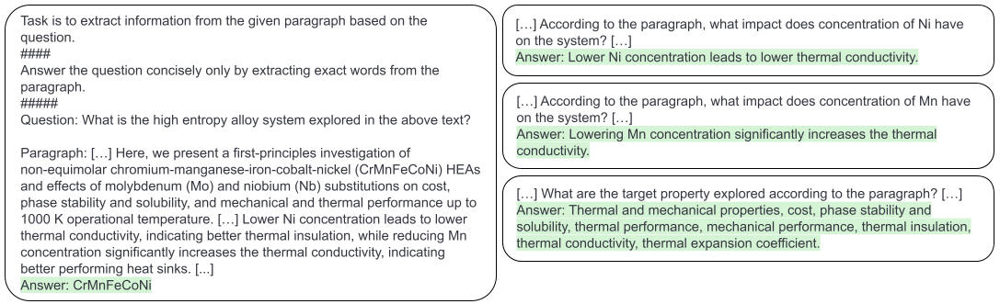 Task is to extract information from the given paragraph based on the
question.
####
Answer the question concisely only by extracting exact words from the
paragraph.
#####
Question: What is the high entropy alloy system explored in the above text?
Paragraph: […] Here, we present a first-principles investigation of
non-equimolar chromium-manganese-iron-cobalt-nickel (CrMnFeCoNi) HEAs
and effects of molybdenum (Mo) and niobium (Nb) substitutions on cost,
phase stability and solubility, and mechanical and thermal performance up to
1000 K operational temperature. […] Lower Ni concentration leads to lower
thermal conductivity, indicating better thermal insulation, while reducing Mn
concentration significantly increases the thermal conductivity, indicating
better performing heat sinks. [...]
Answer: CrMnFeCoNi
[…] According to the paragraph, what impact does concentration of Ni have
on the system? […]
Answer: Lower Ni concentration leads to lower thermal conductivity.
[…] According to the paragraph, what impact does concentration of Mn have
on the system? […]
Answer: Lowering Mn concentration significantly increases the thermal
conductivity.
[…] What are the target property explored according to the paragraph? […]
Answer: Thermal and mechanical properties, cost, phase stability and
solubility, thermal performance, mechanical performance, thermal insulation,
thermal conductivity, thermal expansion coefficient.